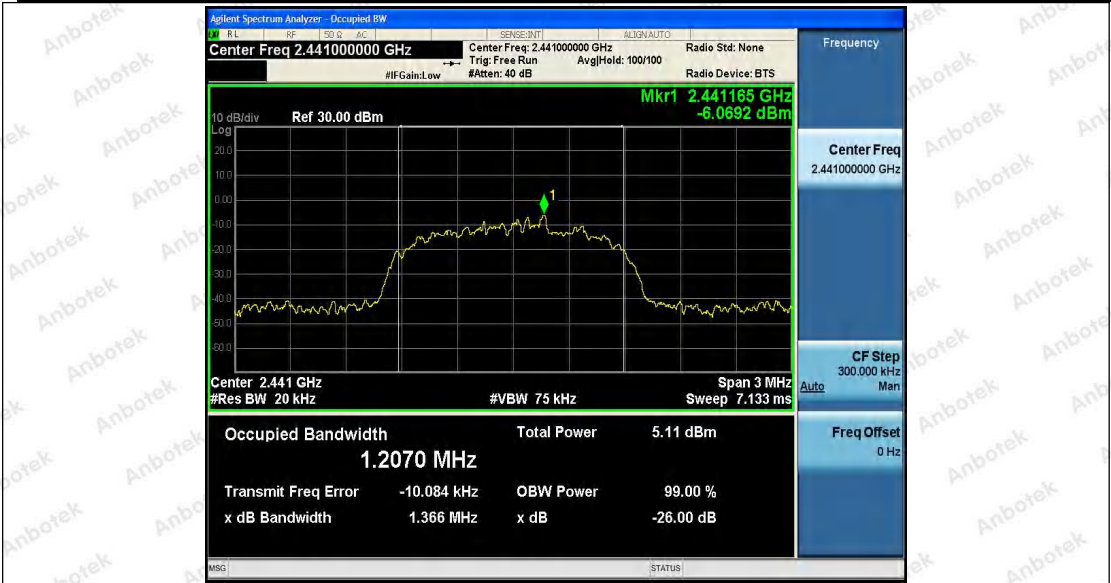 Agilent Spectrum Analyzer - Occupied BW
RL RF 50 Ω AC SENSE:INT ALIGN AUTO
Center Freq 2.441000000 GHz
Center Freq: 2.441000000 GHz
Radio Std: None
Trig: Free Run
Avg|Hold: 100/100
#IFGain:Low
#Atten: 40 dB
Radio Device: BTS
Mkr1 2.441165 GHz
-6.0692 dBm
10 dB/div
Ref 30.00 dBm
Log
20.0
10.0
0.00
-10.0
-20.0
-30.0
-40.0
-50.0
-60.0
1
Center 2.441 GHz
Span 3 MHz
#Res BW 20 kHz
#VBW 75 kHz
Sweep 7.133 ms
Occupied Bandwidth
1.2070 MHz
Total Power 5.11 dBm
Transmit Freq Error -10.084 kHz
OBW Power 99.00 %
x dB Bandwidth 1.366 MHz
x dB -26.00 dB
MSG
STATUS
Frequency
Center Freq
2.441000000 GHz
CF Step
300.000 kHz
Auto Man
Freq Offset
0 Hz
Anbotek